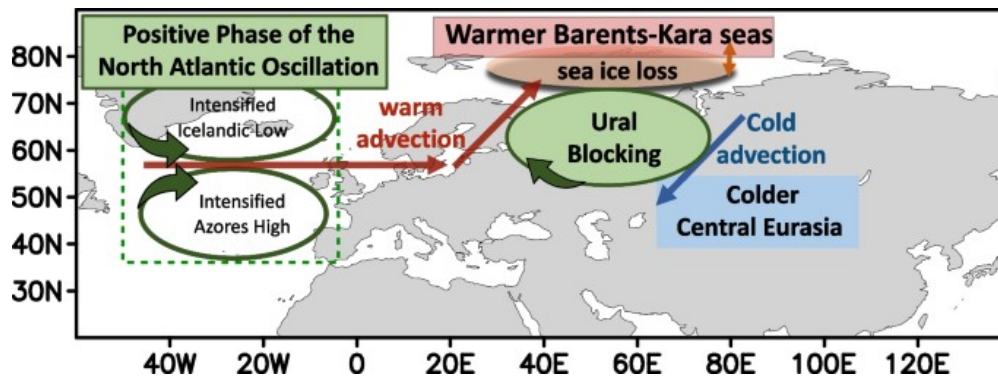 Positive Phase of the
North Atlantic Oscillation
Warmer Barents-Kara seas
sea ice loss
Intensified
Icelandic Low
warm
advection
Ural
Blocking
Cold
advection
Intensified
Azores High
Colder
Central Eurasia
80N
70N
60N
50N
40N
30N
40W
20W
0
20E
40E
60E
80E
100E
120E